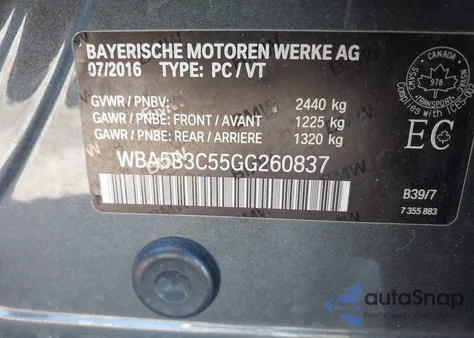 BAYERISCHE MOTOREN WERKE AG
07/2016 TYPE: PC / VT
GVWR / PNBV: 2440 kg
GAWR / PNBE: FRONT / AVANT 1225 kg
GAWR / PNBE: REAR / ARRIERE 1320 kg
WBA5B3C55GG260837
CANADA
978
TRANSPORT
EC
B39/7
7 355 883
autoSnap